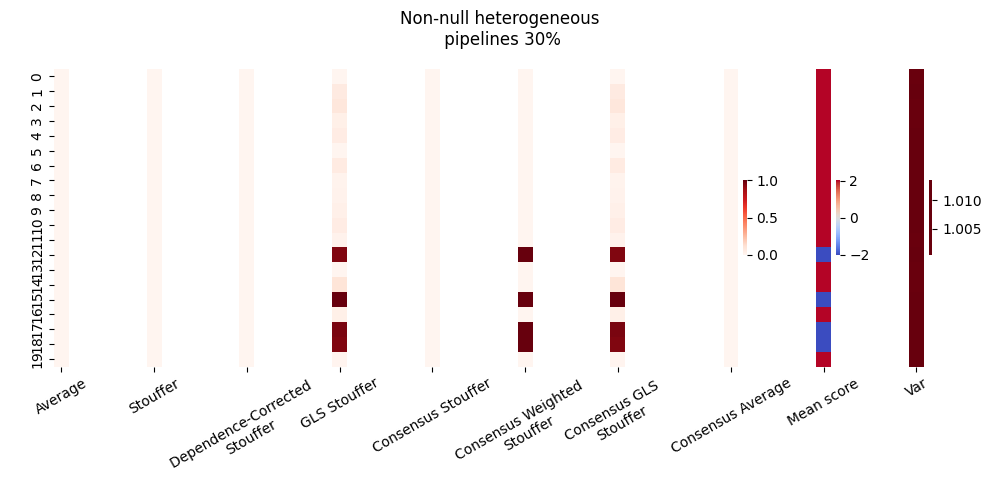 Non-null heterogeneous
pipelines 30%
0
1
2
3
4
5
6
7
8
9
10
11
12
13
14
15
16
17
18
19
1.0
0.5
0.0
2
0
−2
1.010
1.005
Average
Stouffer
Dependence-Corrected
Stouffer
GLS Stouffer
Consensus Stouffer
Consensus Weighted
Stouffer
Consensus GLS
Stouffer
Consensus Average
Mean score
Var